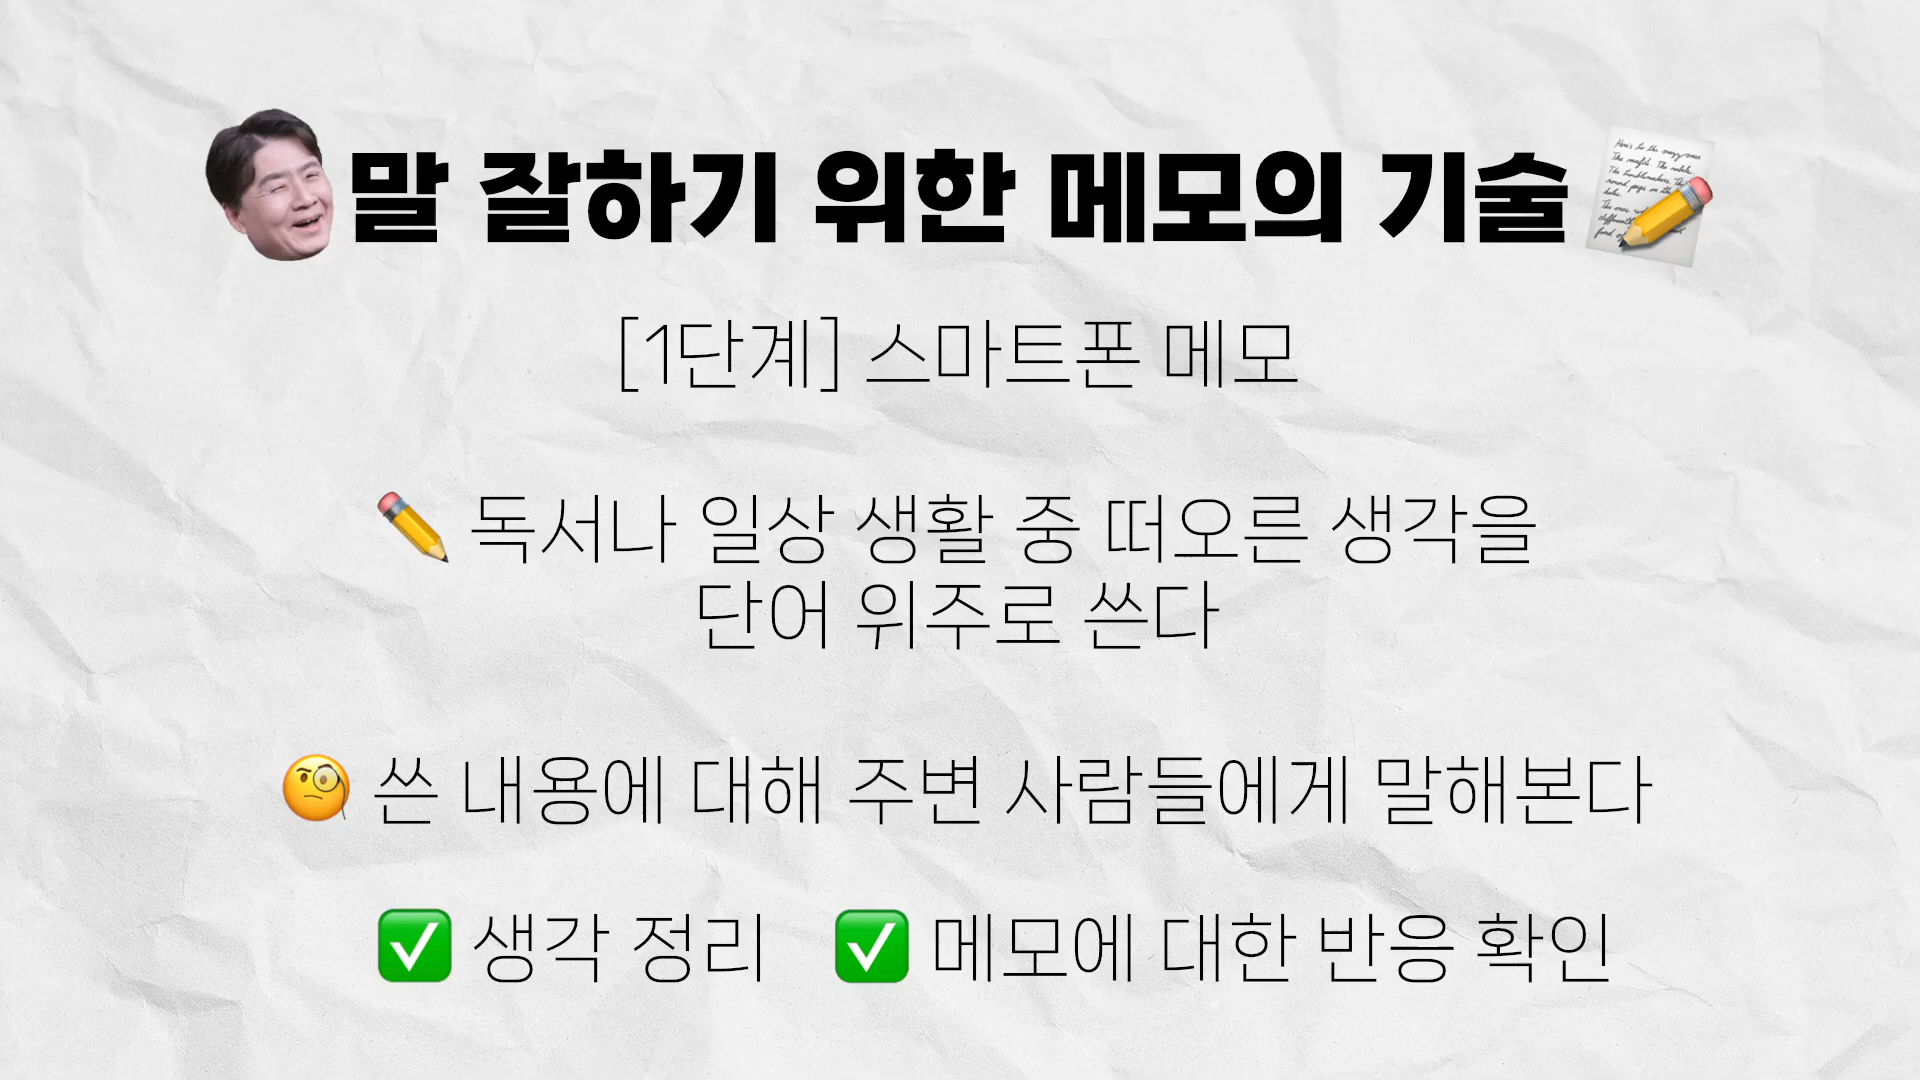 말 잘하기 위한 메모의 기술
[1단계] 스마트폰 메모
독서나 일상 생활 중 떠오른 생각을
단어 위주로 쓴다
쓴 내용에 대해 주변 사람들에게 말해본다
생각 정리 메모에 대한 반응 확인